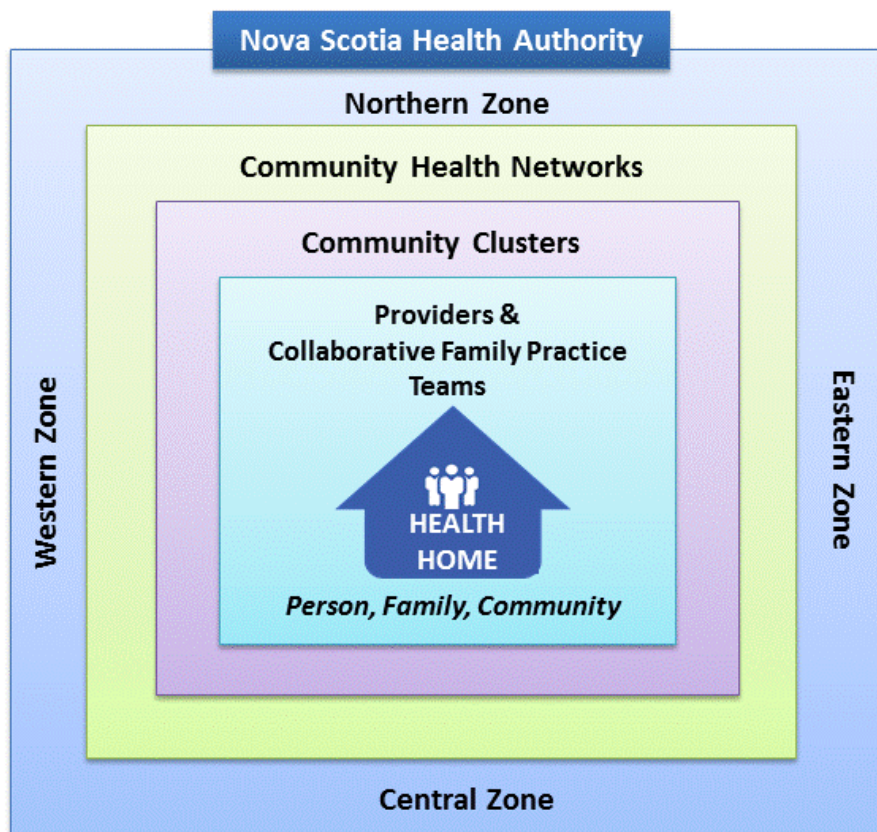 Nova Scotia Health Authority
Northern Zone
Community Health Networks
Community Clusters
Providers &
Collaborative Family Practice
Teams
Western Zone
Eastern Zone
HEALTH
HOME
Person, Family, Community
Central Zone